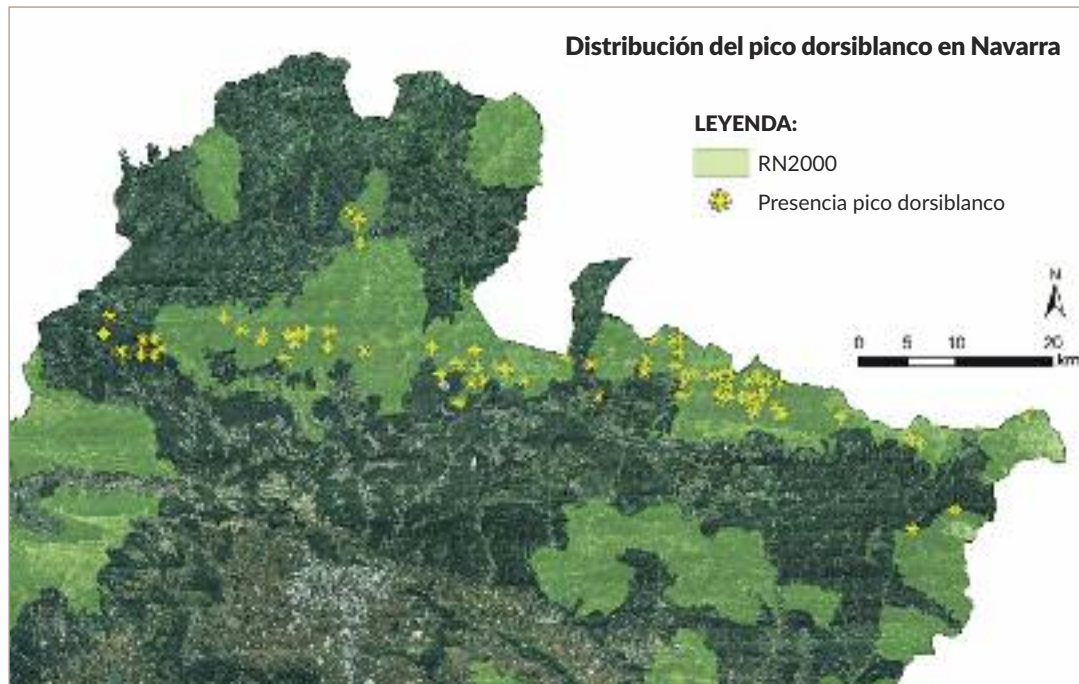 Distribución del pico dorsiblanco en Navarra
LEYENDA:
RN2000
Presencia pico dorsiblanco
N
0 5 10 20
km